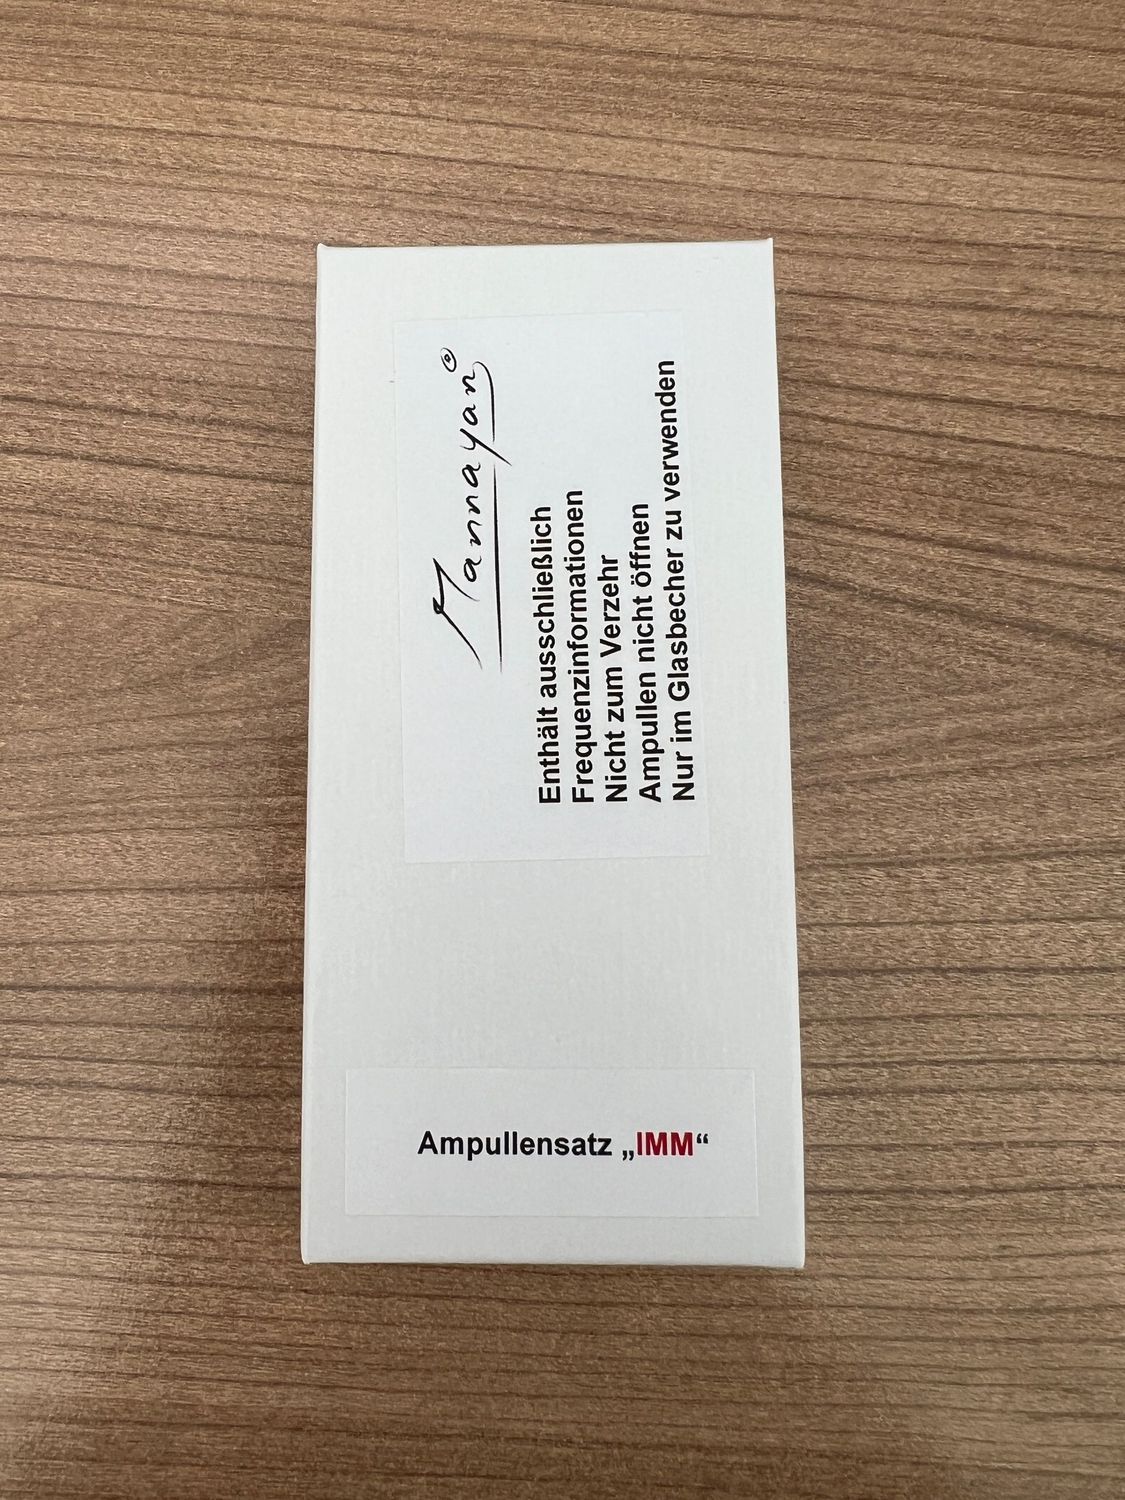 Mannayan®
Enthält ausschließlich
Frequenzinformationen
Nicht zum Verzehr
Ampullen nicht öffnen
Nur im Glasbecher zu verwenden
Ampullensatz „IMM“